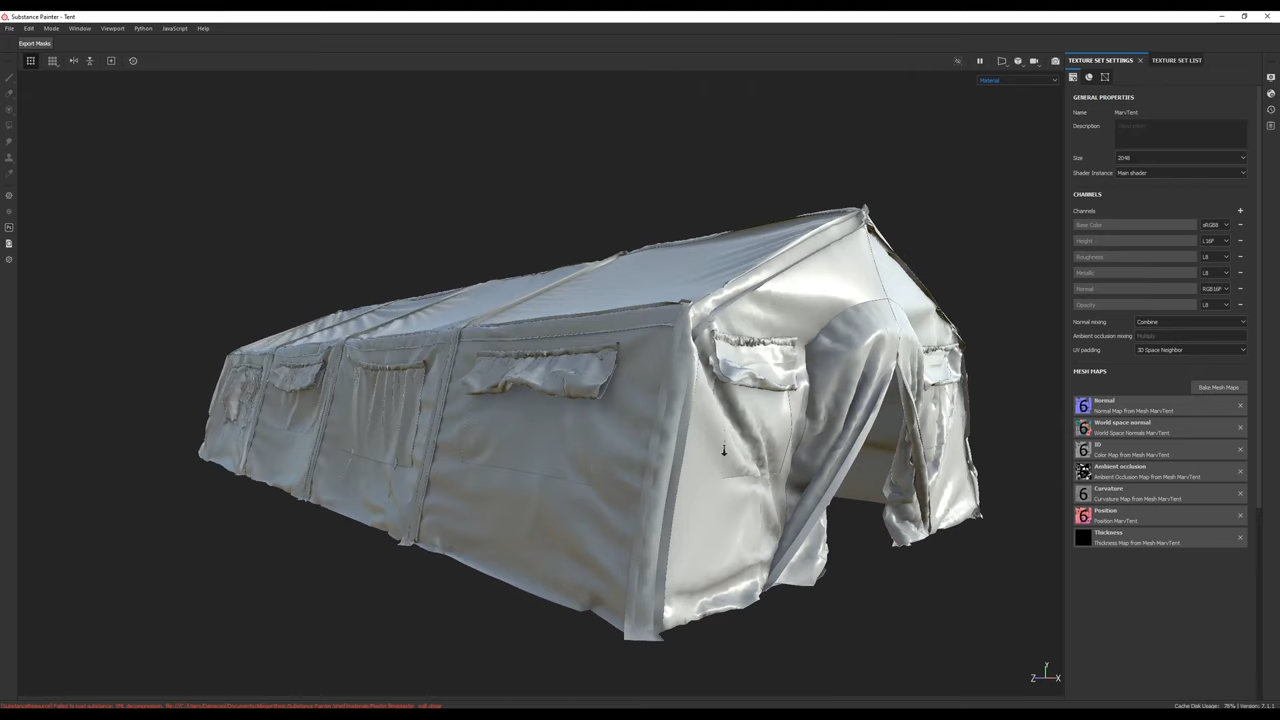 Substance Painter - Tent
File Edit Mode Window Viewport Python JavaScript Help
Export Masks
Material
TEXTURE SET SETTINGS
TEXTURE SET LIST
GENERAL PROPERTIES
Name MarvTent
Description
Size 2048
Shader Instance Main shader
CHANNELS
Channels
Base Color sRGB8
Height L16F
Roughness L8
Metallic L8
Normal RGB16F
Opacity L8
Normal mixing Combine
Ambient occlusion mixing Multiply
UV padding 3D Space Neighbor
MESH MAPS
Bake Mesh Maps
Normal
Normal Map from Mesh MarvTent
World space normal
World Space Normals MarvTent
ID
Color Map from Mesh MarvTent
Ambient occlusion
Ambient Occlusion Map from Mesh MarvTent
Curvature
Curvature Map from Mesh MarvTent
Position
Position MarvTent
Thickness
Thickness Map from Mesh MarvTent
Y
Z X
Cache Disk Usage: 78% | Version: 7.1.1